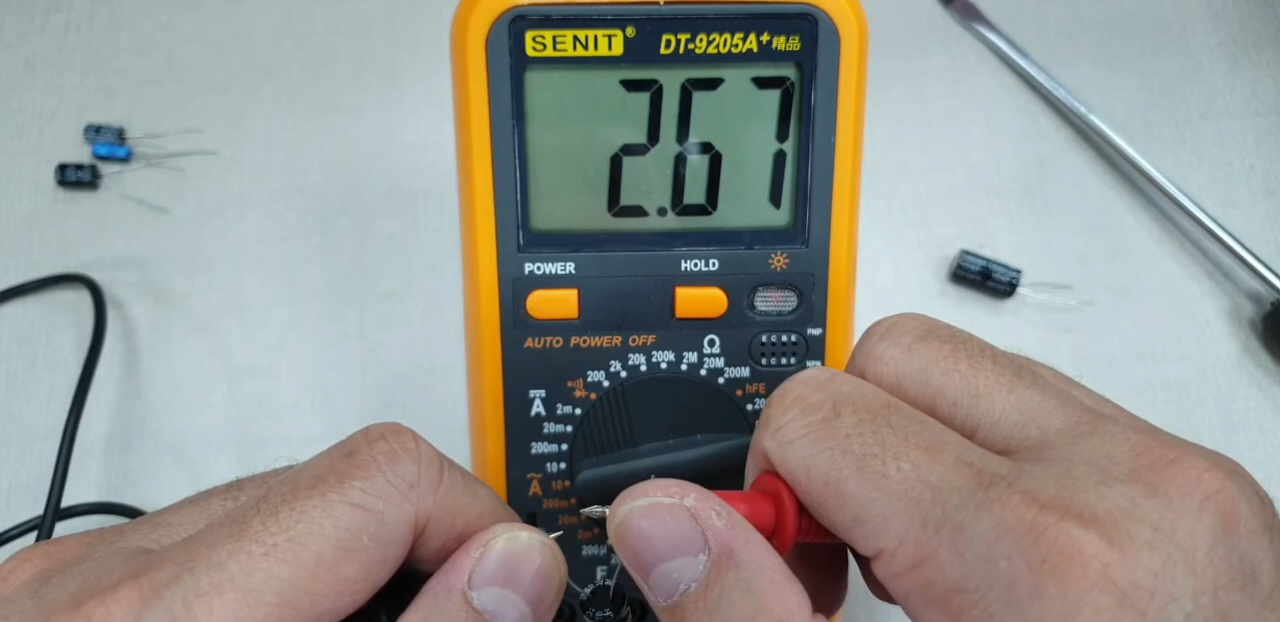 SENIT®
DT-9205A+精品
2.67
POWER
HOLD
AUTO POWER OFF
Ω
PNP
E C B E
E C B E
NPN
200
2k
20k
200k
2M
20M
200M
hFE
A
2m
20m
200m
10
A
10
200m
20m
2m
200µ
F